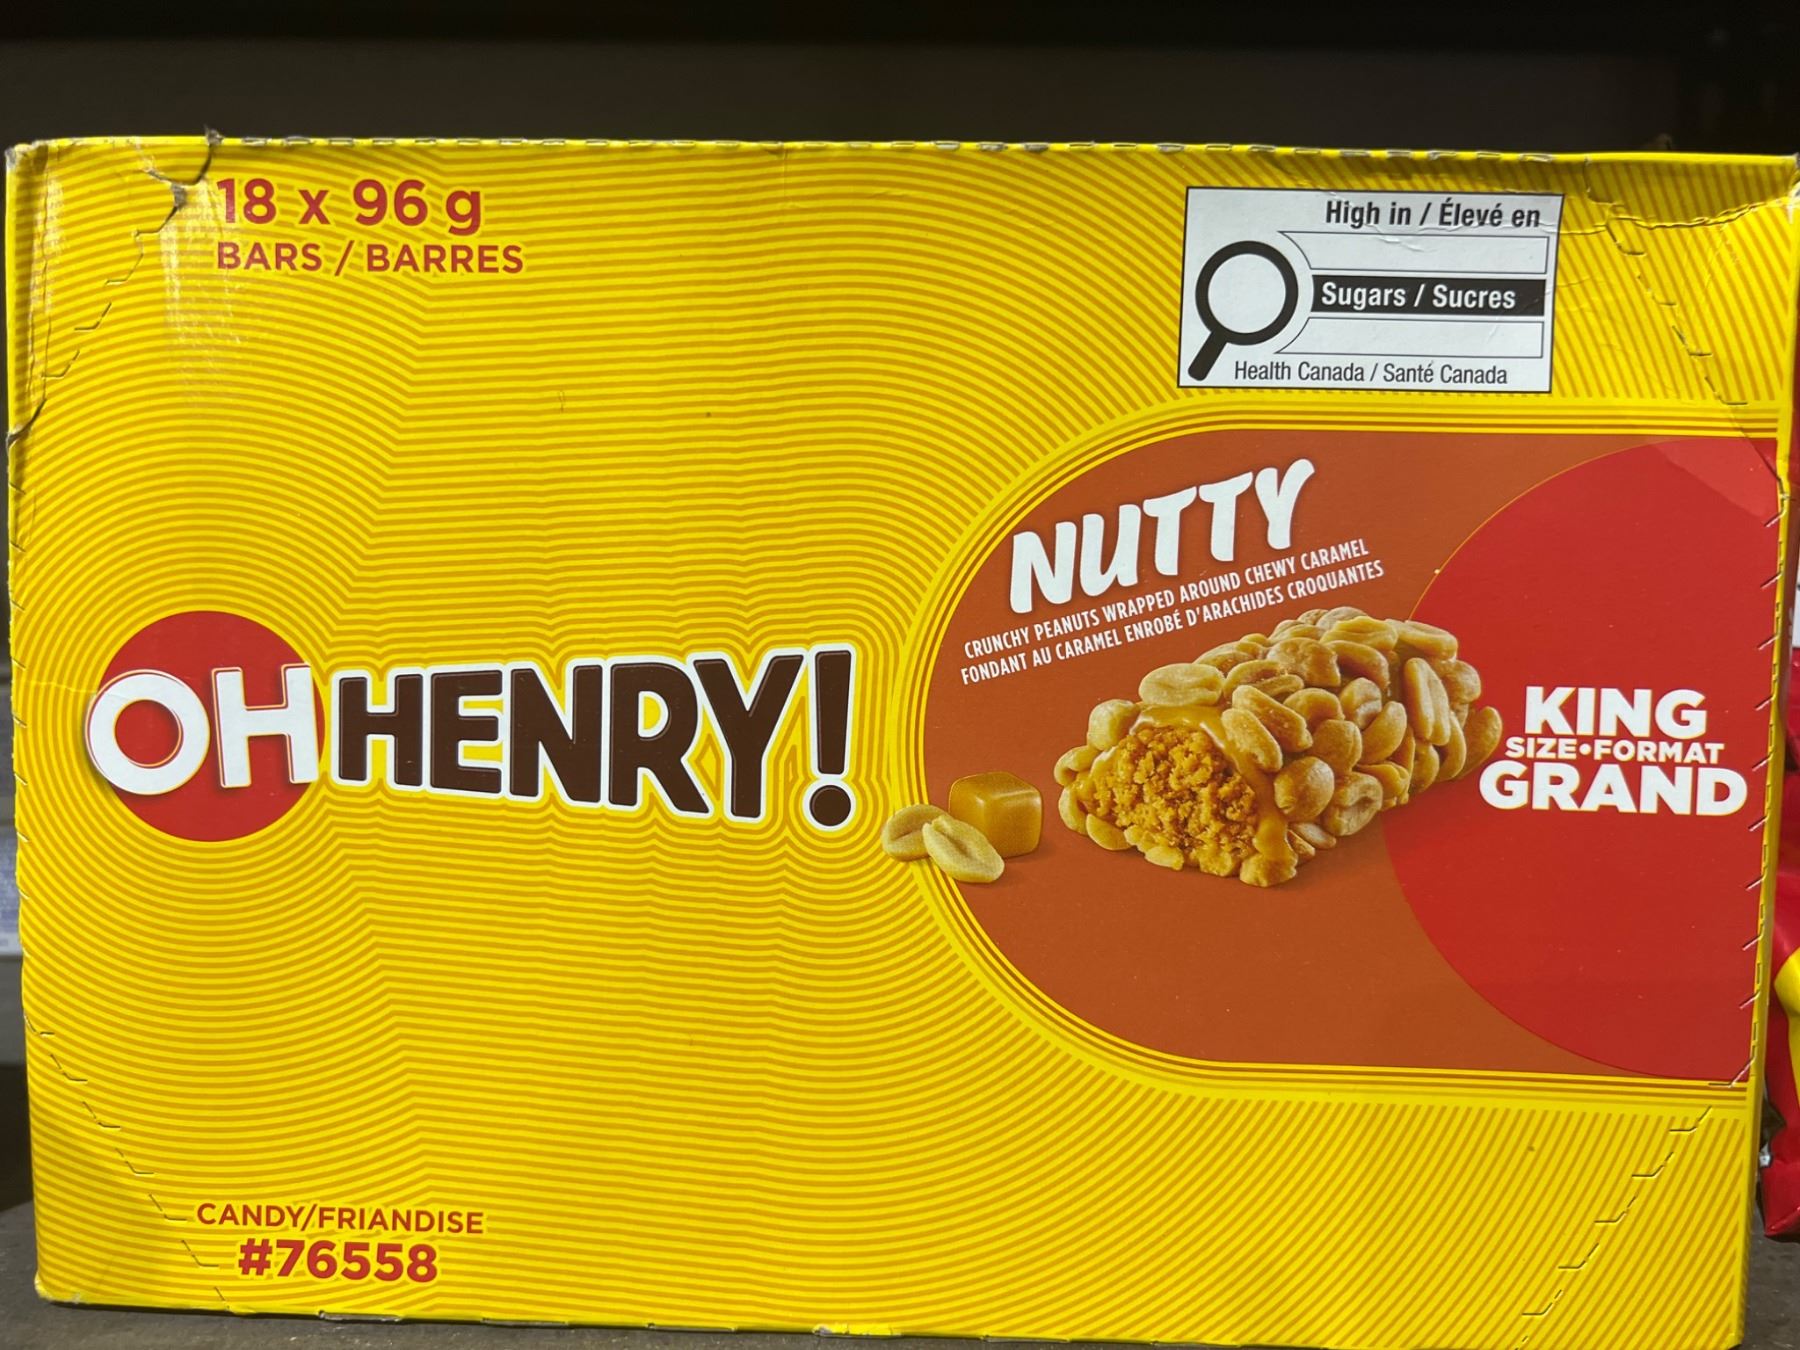 18 x 96 g
BARS / BARRES
High in / Élevé en
Sugars / Sucres
Health Canada / Santé Canada
OH HENRY!
NUTTY
CRUNCHY PEANUTS WRAPPED AROUND CHEWY CARAMEL
FONDANT AU CARAMEL ENROBÉ D'ARACHIDES CROQUANTES
KING
SIZE•FORMAT
GRAND
CANDY/FRIANDISE
#76558